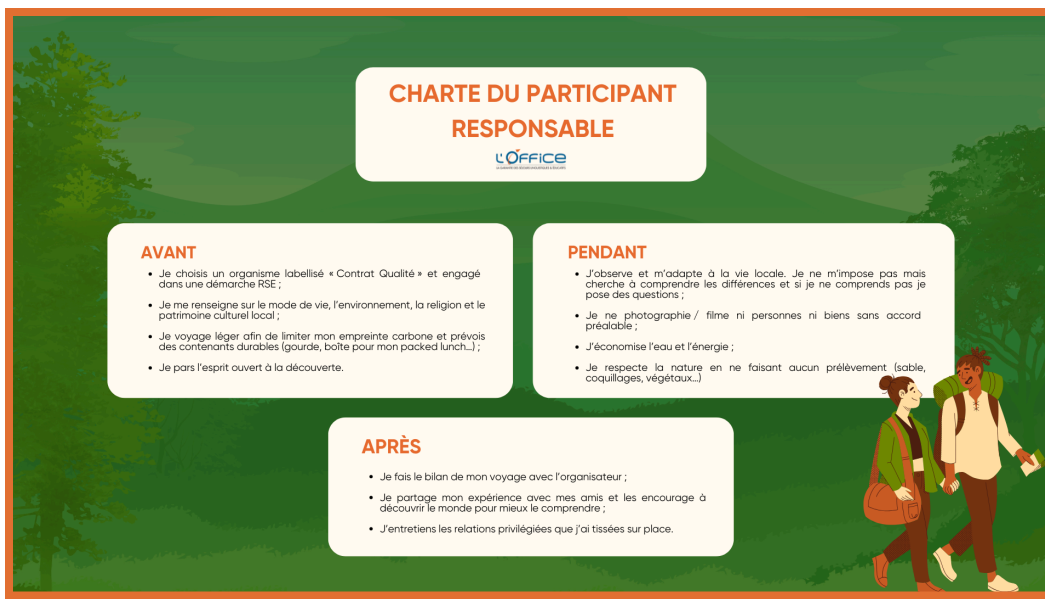 CHARTE DU PARTICIPANT
RESPONSABLE
L'OFFICE
AVANT
• Je choisis un organisme labellisé « Contrat Qualité » et engagé
dans une démarche RSE ;
• Je me renseigne sur le mode de vie, l'environnement, la religion et le
patrimoine culturel local ;
• Je voyage léger afin de limiter mon empreinte carbone et prévois
des contenants durables (gourde, boîte pour mon packed lunch...) ;
• Je pars l'esprit ouvert à la découverte.
PENDANT
• J'observe et m'adapte à la vie locale. Je ne m'impose pas mais
cherche à comprendre les différences et si je ne comprends pas je
pose des questions ;
• Je ne photographie / filme ni personnes ni biens sans accord
préalable ;
• J'économise l'eau et l'énergie ;
• Je respecte la nature en ne faisant aucun prélèvement (sable,
coquillages, végétaux...)
APRÈS
• Je fais le bilan de mon voyage avec l'organisateur ;
• Je partage mon expérience avec mes amis et les encourage à
découvrir le monde pour mieux le comprendre ;
• J'entretiens les relations privilégiées que j'ai tissées sur place.